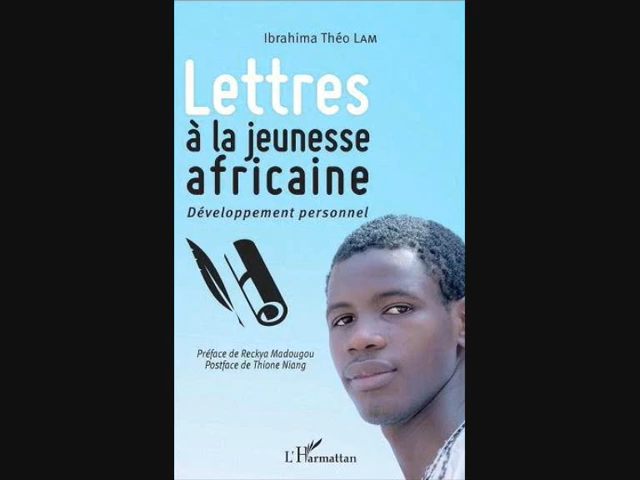 Ibrahima Théo LAM
Lettres
à la jeunesse
africaine
Développement personnel
Préface de Reckya Madougou
Postface de Thione Niang
L'Harmattan